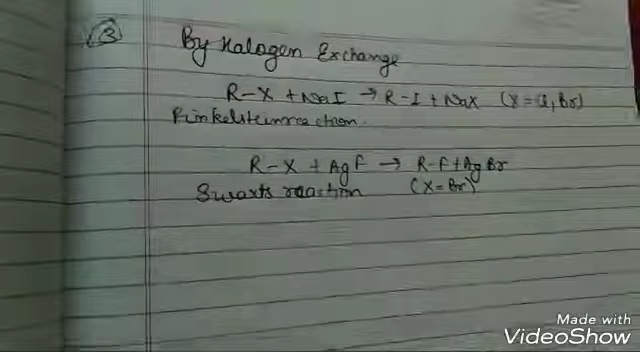 (3) By Halogen Exchange
R-X + NaI → R-I + NaX (X = Cl, Br)
Finkelstein reaction.
R-X + AgF → R-F + AgBr
Swarts reaction (X = Br)
Made with
VideoShow